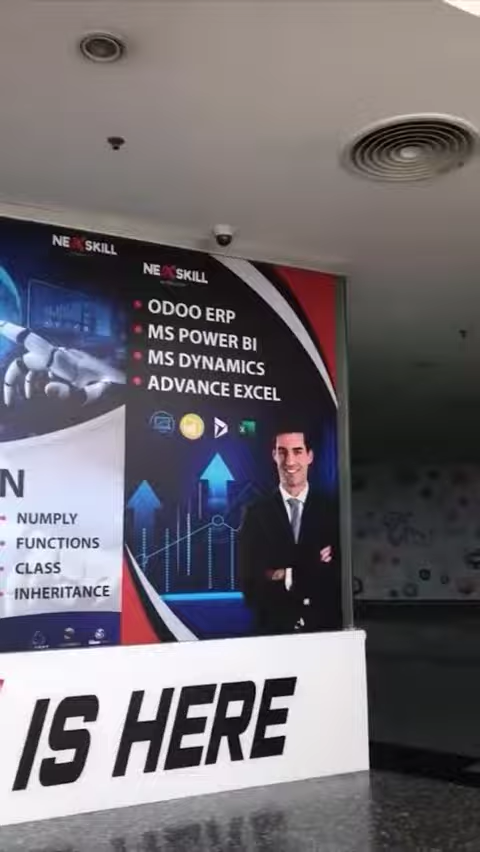 NEXSKILL
N
NUMPLY
FUNCTIONS
CLASS
INHERITANCE
NEXSKILL
ODOO ERP
MS POWER BI
MS DYNAMICS
ADVANCE EXCEL
IS HERE